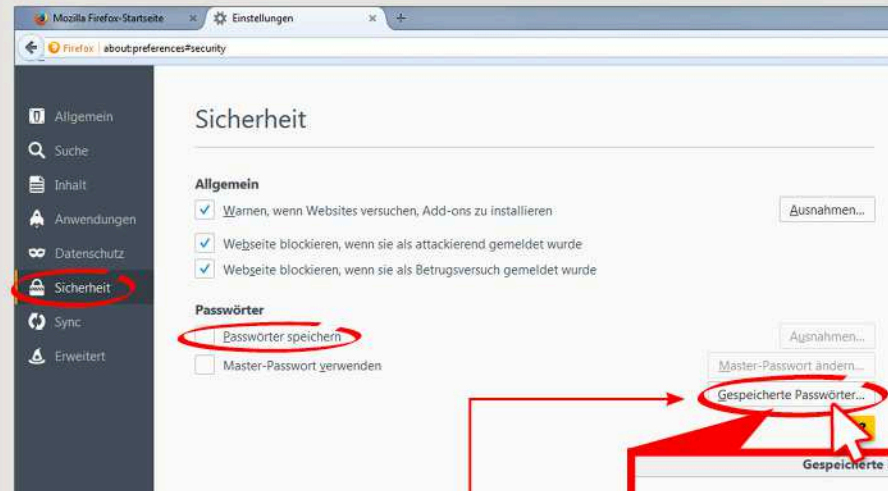 Mozilla Firefox-Startseite × Einstellungen × +
Firefox about:preferences#security
Allgemein
Suche
Inhalt
Anwendungen
Datenschutz
Sicherheit
Sync
Erweitert
Sicherheit
Allgemein
Warnen, wenn Websites versuchen, Add-ons zu installieren
Ausnahmen...
Webseite blockieren, wenn sie als attackierend gemeldet wurde
Webseite blockieren, wenn sie als Betrugsversuch gemeldet wurde
Passwörter
Passwörter speichern
Ausnahmen...
Master-Passwort verwenden
Master-Passwort ändern...
Gespeicherte Passwörter...
?
Gespeicherte